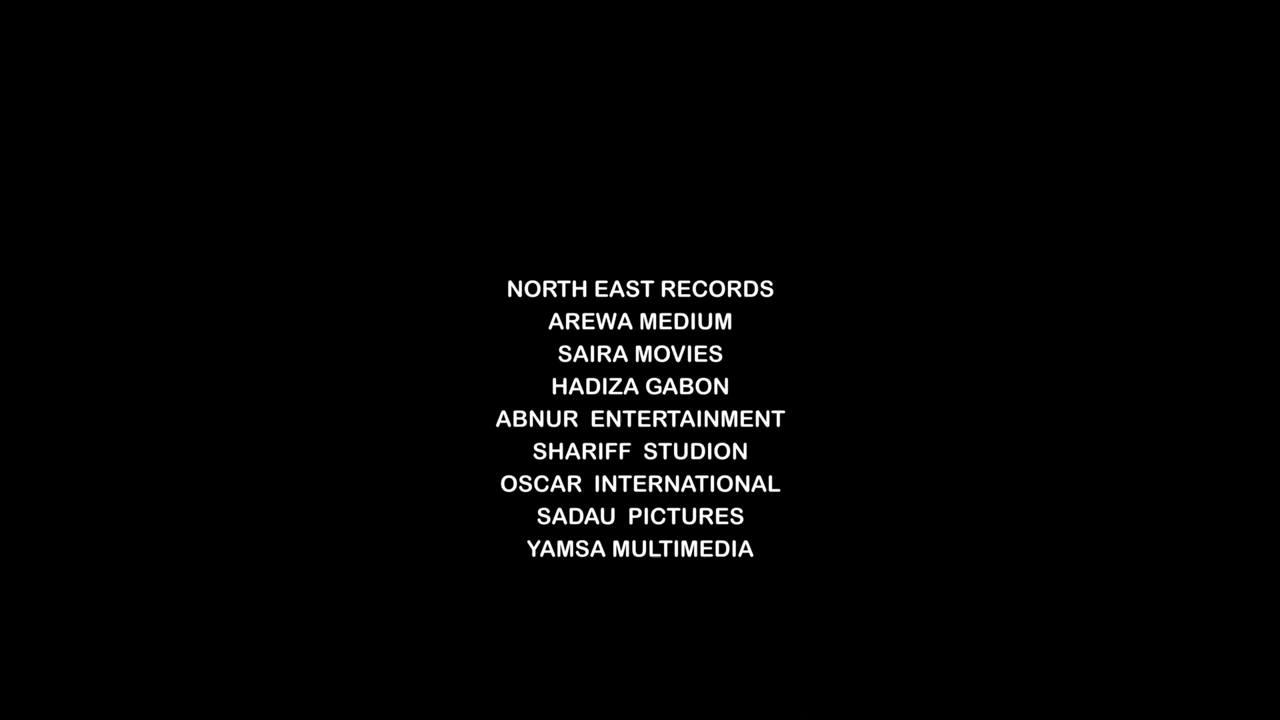 NORTH EAST RECORDS
AREWA MEDIUM
SAIRA MOVIES
HADIZA GABON
ABNUR  ENTERTAINMENT
SHARIFF  STUDION
OSCAR  INTERNATIONAL
SADAU  PICTURES
YAMSA MULTIMEDIA